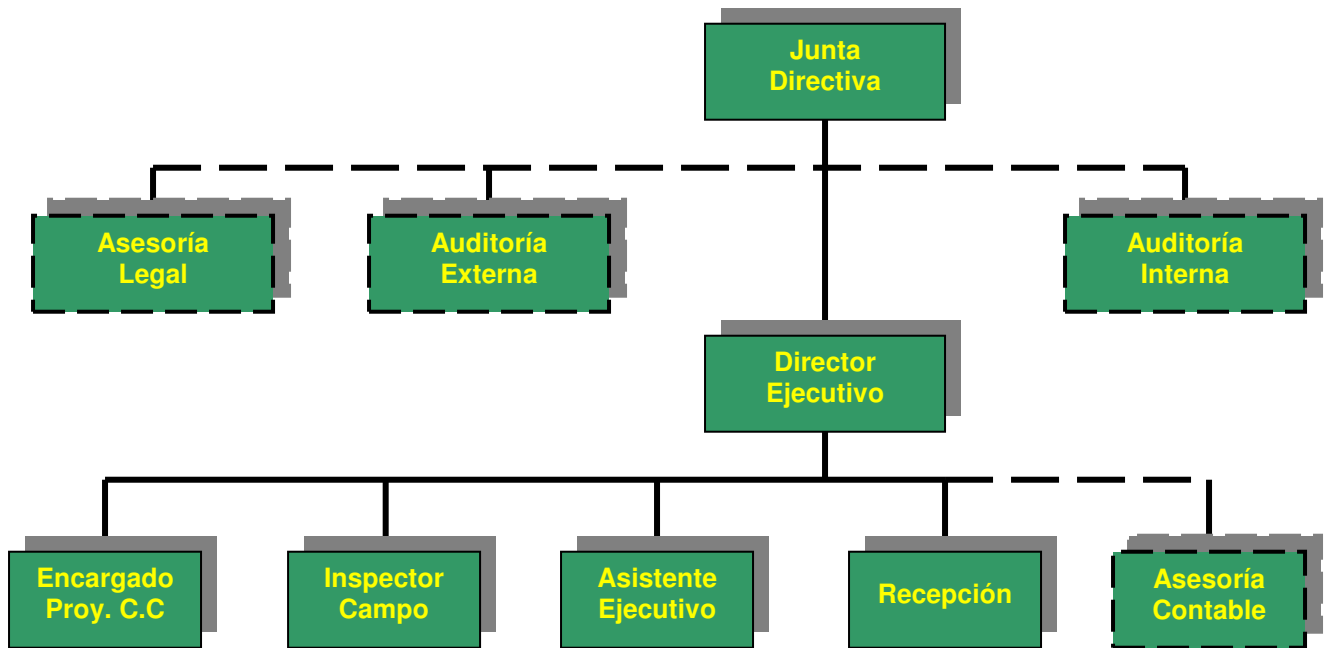 Junta
Directiva
Asesoría
Legal
Auditoría
Externa
Auditoría
Interna
Director
Ejecutivo
Encargado
Proy. C.C
Inspector
Campo
Asistente
Ejecutivo
Recepción
Asesoría
Contable